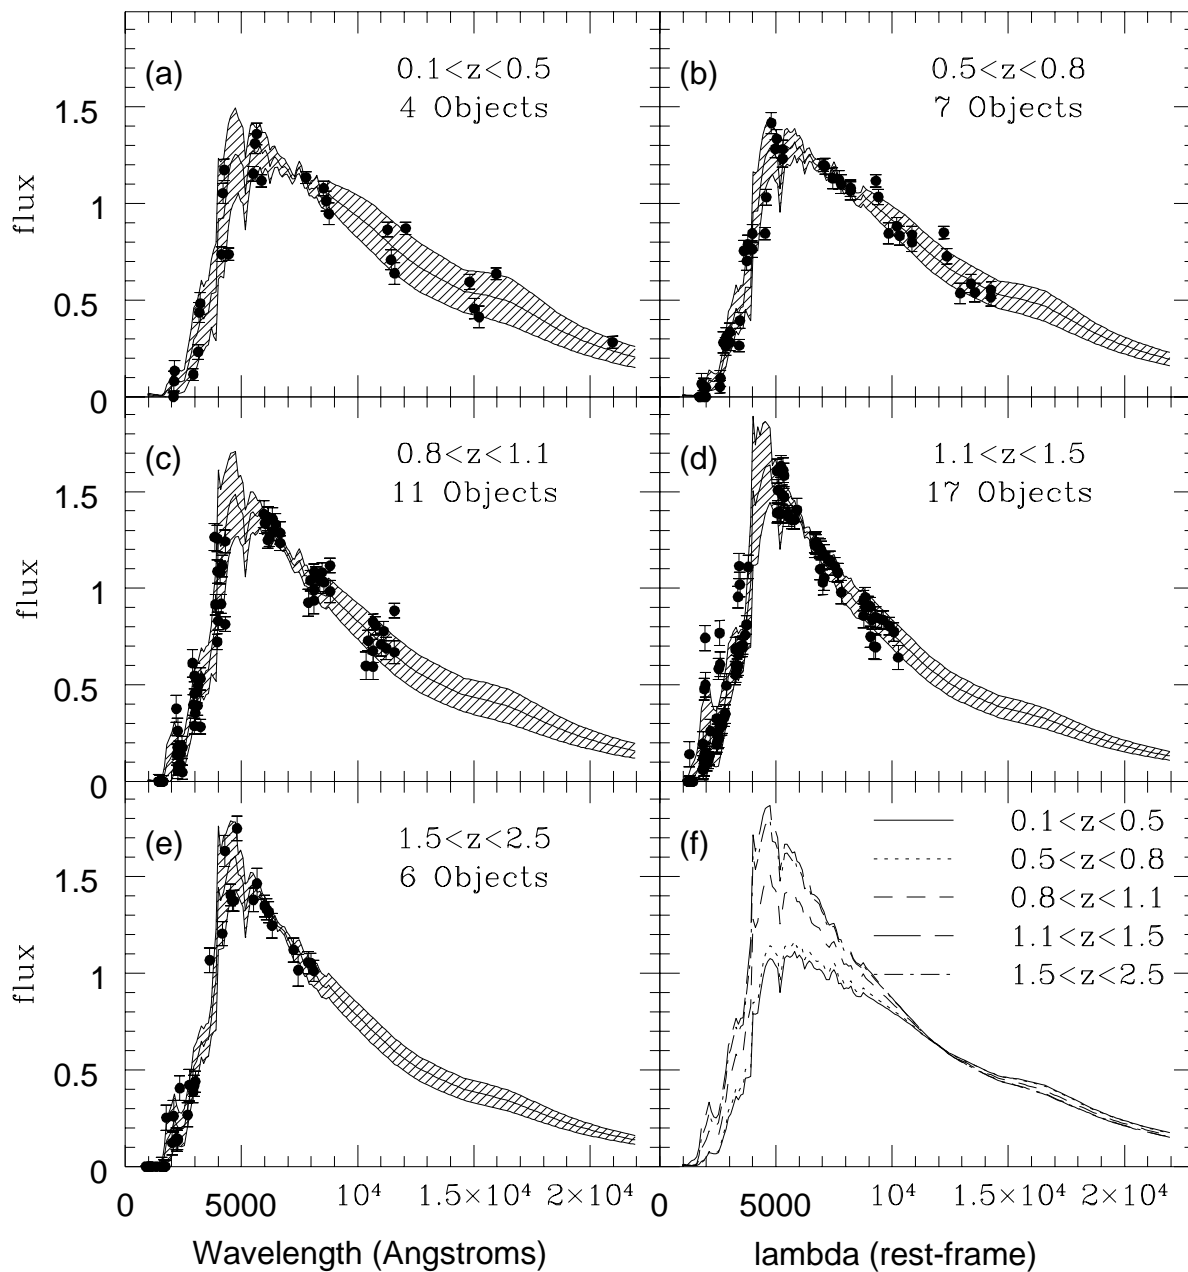 (a)
0.1<z<0.5
4 Objects
(b)
0.5<z<0.8
7 Objects
1.5
1
0.5
0
flux
(c)
0.8<z<1.1
11 Objects
(d)
1.1<z<1.5
17 Objects
1.5
1
0.5
0
flux
(e)
1.5<z<2.5
6 Objects
(f)
0.1<z<0.5
0.5<z<0.8
0.8<z<1.1
1.1<z<1.5
1.5<z<2.5
1.5
1
0.5
0
flux
0 5000 10⁴ 1.5×10⁴ 2×10⁴
0 5000 10⁴ 1.5×10⁴ 2×10⁴
Wavelength (Angstroms)
lambda (rest-frame)